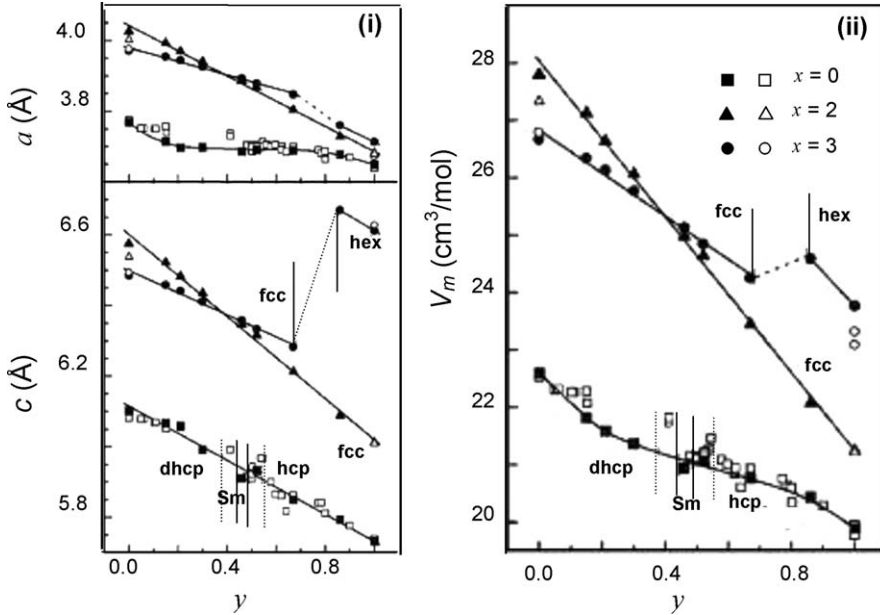 (i)
4.0
3.8
a (Å)
6.6
6.2
5.8
c (Å)
hex
fcc
fcc
dhcp
Sm
hcp
0.0
0.4
0.8
y
(ii)
28
26
24
22
20
Vm (cm³/mol)
x = 0
x = 2
x = 3
fcc
hex
fcc
dhcp
Sm
hcp
0.0
0.4
0.8
y